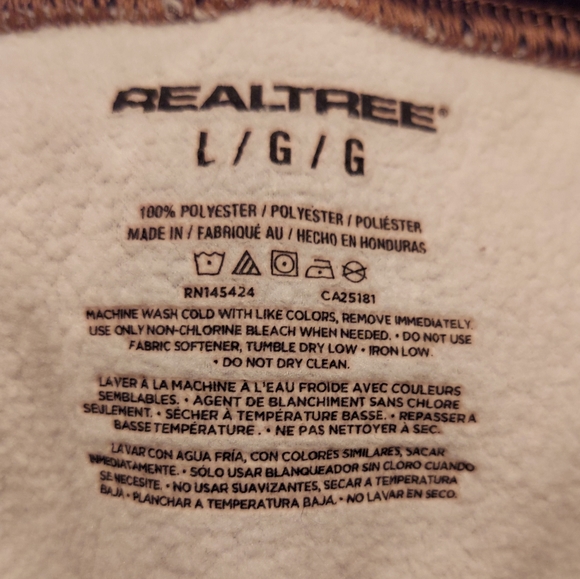 REALTREE®
L / G / G
100% POLYESTER / POLYESTER / POLIÉSTER
MADE IN / FABRIQUÉ AU / HECHO EN HONDURAS
RN145424 CA25181
MACHINE WASH COLD WITH LIKE COLORS, REMOVE IMMEDIATELY.
USE ONLY NON-CHLORINE BLEACH WHEN NEEDED. • DO NOT USE
FABRIC SOFTENER, TUMBLE DRY LOW • IRON LOW
• DO NOT DRY CLEAN.
LAVER À LA MACHINE À L'EAU FROIDE AVEC COULEURS
SEMBLABLES. • AGENT DE BLANCHIMENT SANS CHLORE
SEULEMENT. • SÉCHER À TEMPÉRATURE BASSE. • REPASSER À
BASSE TEMPÉRATURE. • NE PAS NETTOYER À SEC.
LAVAR CON AGUA FRÍA, CON COLORES SIMILARES, SACAR
INMEDIATAMENTE. • SÓLO USAR BLANQUEADOR SIN CLORO CUANDO
SE NECESITE. • NO USAR SUAVIZANTES, SECAR A TEMPERATURA
BAJA. • PLANCHAR A TEMPERATURA BAJA. • NO LAVAR EN SECO.